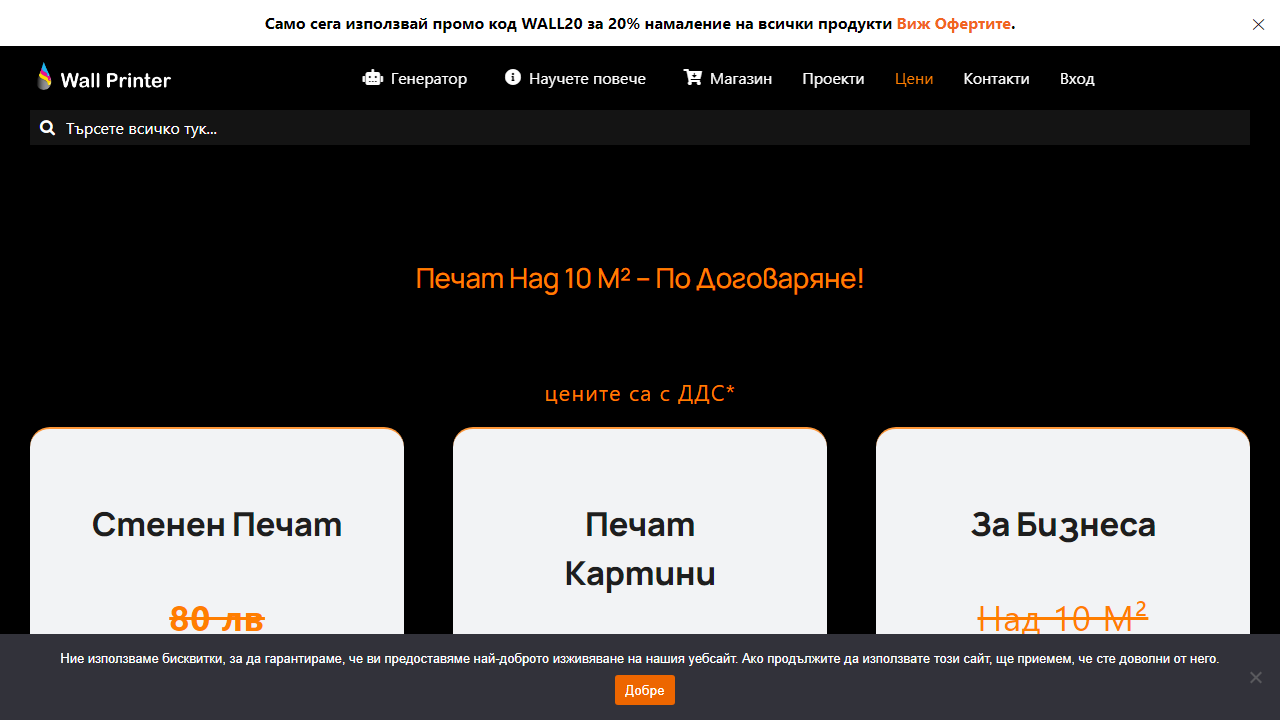 Само сега използвай промо код WALL20 за 20% намаление на всички продукти Виж Офертите.
Wall Printer
Генератор
Научете повече
Магазин
Проекти
Цени
Контакти
Вход
Търсете всичко тук...
Печат Над 10 М² – По Договаряне!
цените са с ДДС*
Стенен Печат
80 лв
Печат
Картини
За Бизнеса
Над 10 М²
Ние използваме бисквитки, за да гарантираме, че ви предоставяме най-доброто изживяване на нашия уебсайт. Ако продължите да използвате този сайт, ще приемем, че сте доволни от него.
Добре